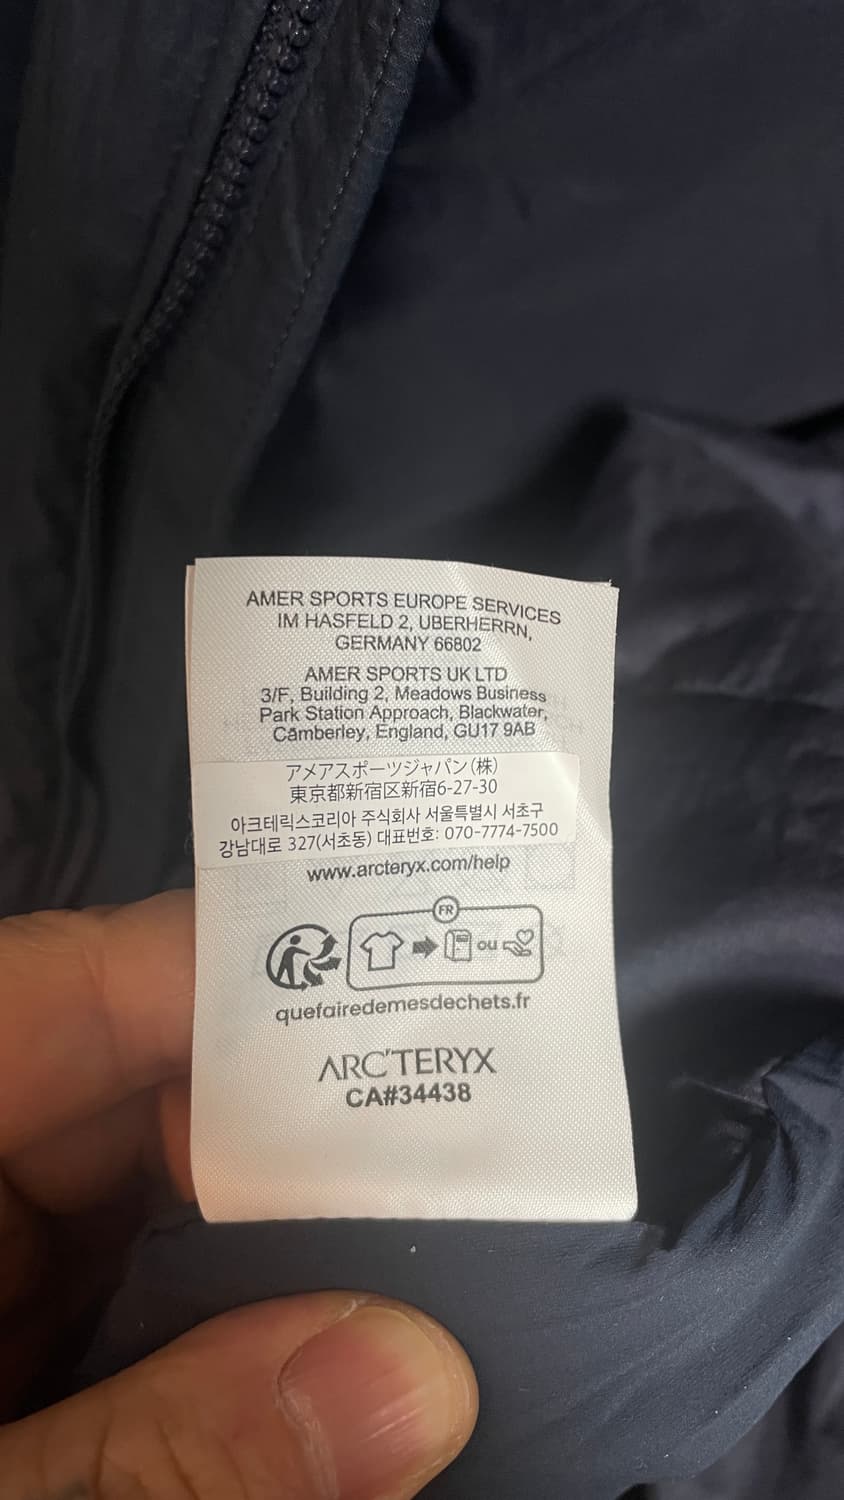 AMER SPORTS EUROPE SERVICES
IM HASFELD 2, UBERHERRN,
GERMANY 66802
AMER SPORTS UK LTD
3/F, Building 2, Meadows Business
Park Station Approach, Blackwater,
Camberley, England, GU17 9AB
アメアスポーツジャパン(株)
東京都新宿区新宿6-27-30
아크테릭스코리아 주식회사 서울특별시 서초구
강남대로 327(서초동) 대표번호: 070-7774-7500
www.arcteryx.com/help
FR
ou
quefairedemesdechets.fr
ARC'TERYX
CA#34438